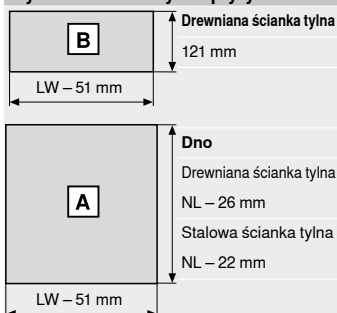 B
Drewniana ścianka tylna
121 mm
LW – 51 mm
A
Dno
Drewniana ścianka tylna
NL – 26 mm
Stalowa ścianka tylna
NL – 22 mm
LW – 51 mm